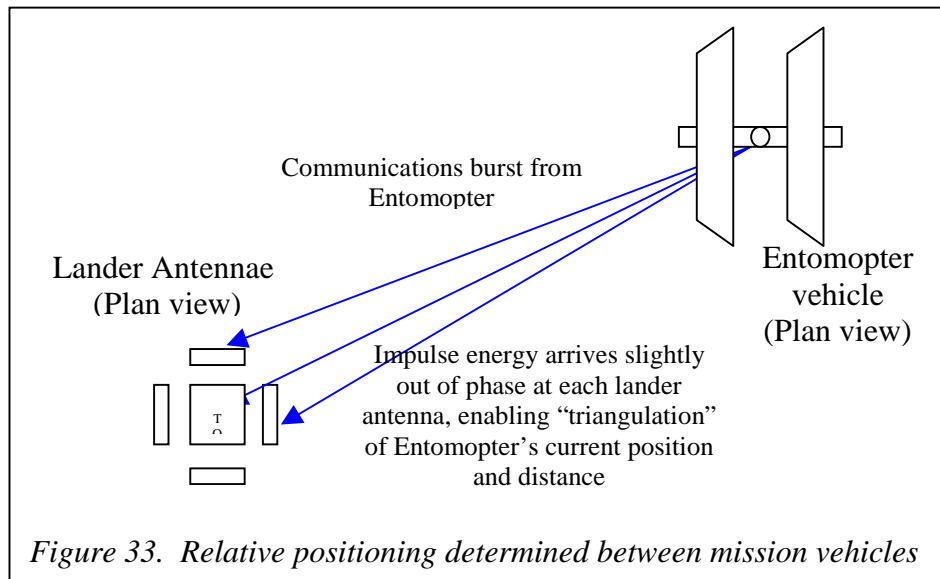 Communications burst from
Entomopter
Lander Antennae
(Plan view)
Entomopter
vehicle
(Plan view)
Impulse energy arrives slightly
out of phase at each lander
antenna, enabling “triangulation”
of Entomopter’s current position
and distance
T
Figure 33. Relative positioning determined between mission vehicles